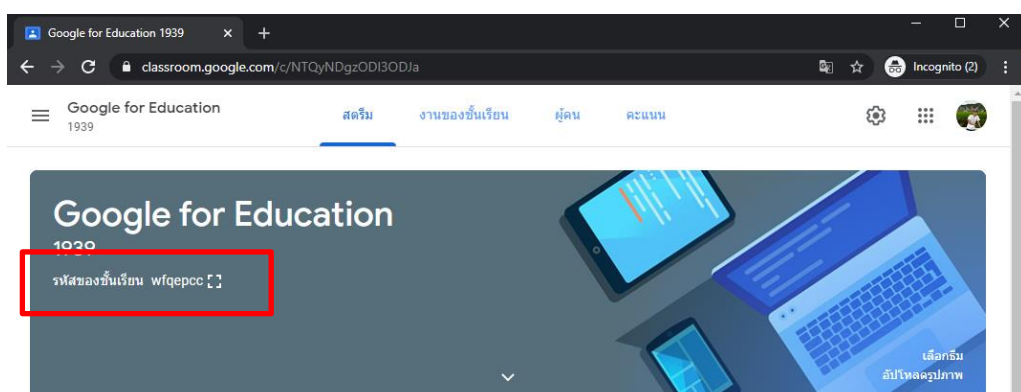 Google for Education 1939
classroom.google.com/c/NTQyNDgzODI3ODJa
Incognito (2)
Google for Education
1939
สตรีม งานของชั้นเรียน ผู้คน คะแนน
Google for Education
1939
รหัสของชั้นเรียน wfqepcc
เลือกธีม
อัปโหลดรูปภาพ